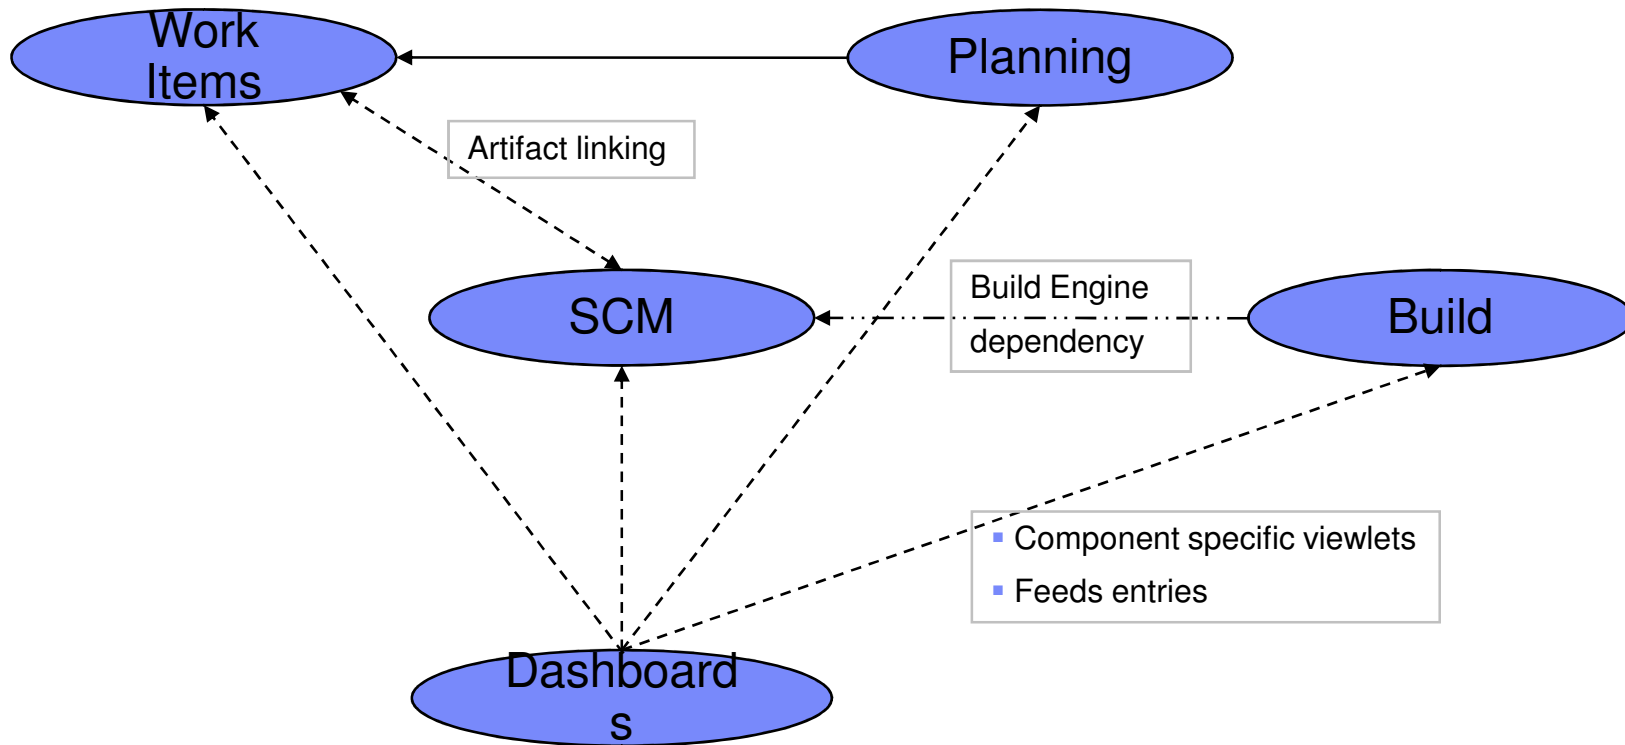 Work
Items
Planning
Artifact linking
SCM
Build Engine
dependency
Build
Component specific viewlets
Feeds entries
Dashboard
s